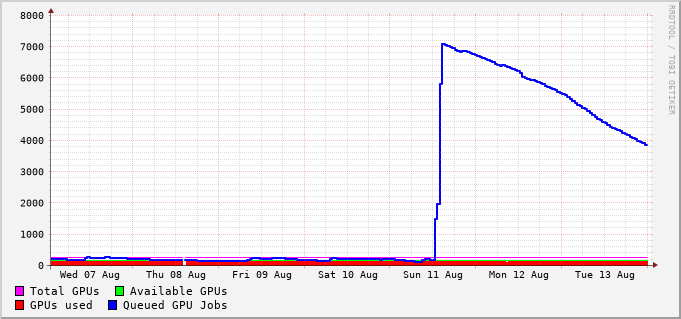 8000
7000
6000
5000
4000
3000
2000
1000
0
Wed 07 Aug Thu 08 Aug Fri 09 Aug Sat 10 Aug Sun 11 Aug Mon 12 Aug Tue 13 Aug
Total GPUs Available GPUs
GPUs used Queued GPU Jobs
RRDTOOL / TOBI OETIKER